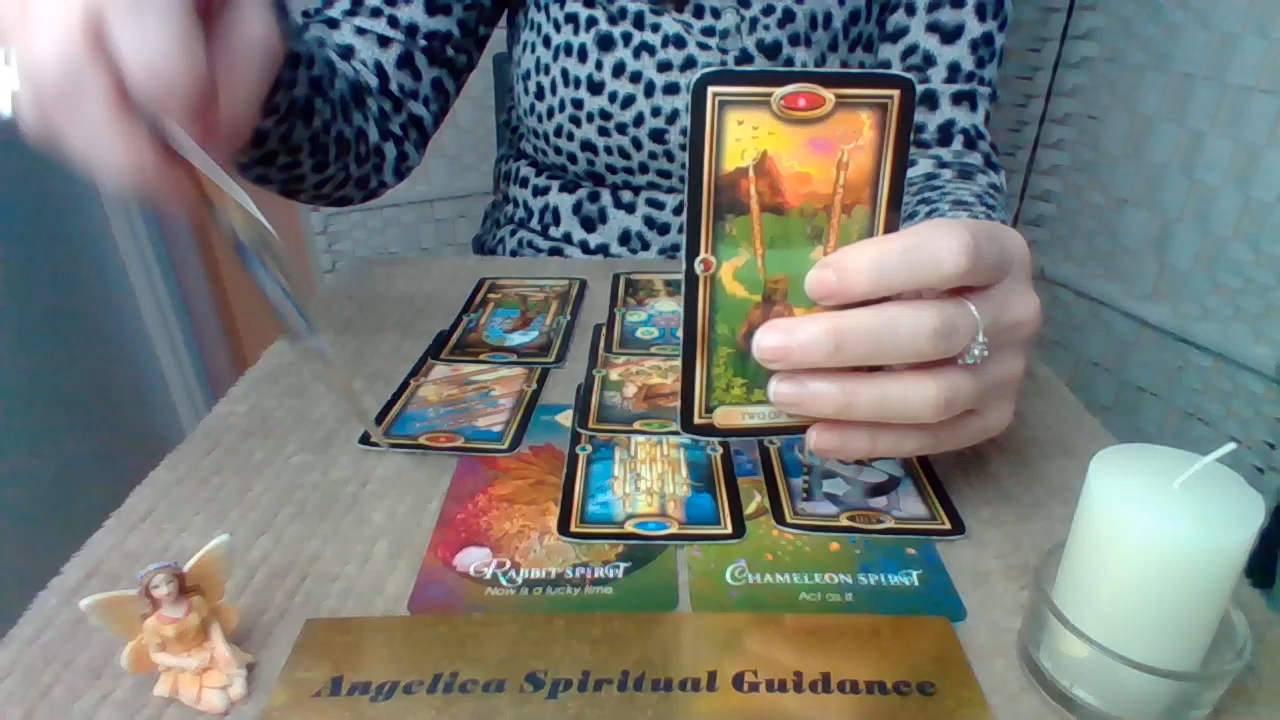 TWO OF
RABBIT SPIRIT
Now is a lucky time
CHAMELEON SPIRIT
Act as if
Angelica Spiritual Guidance